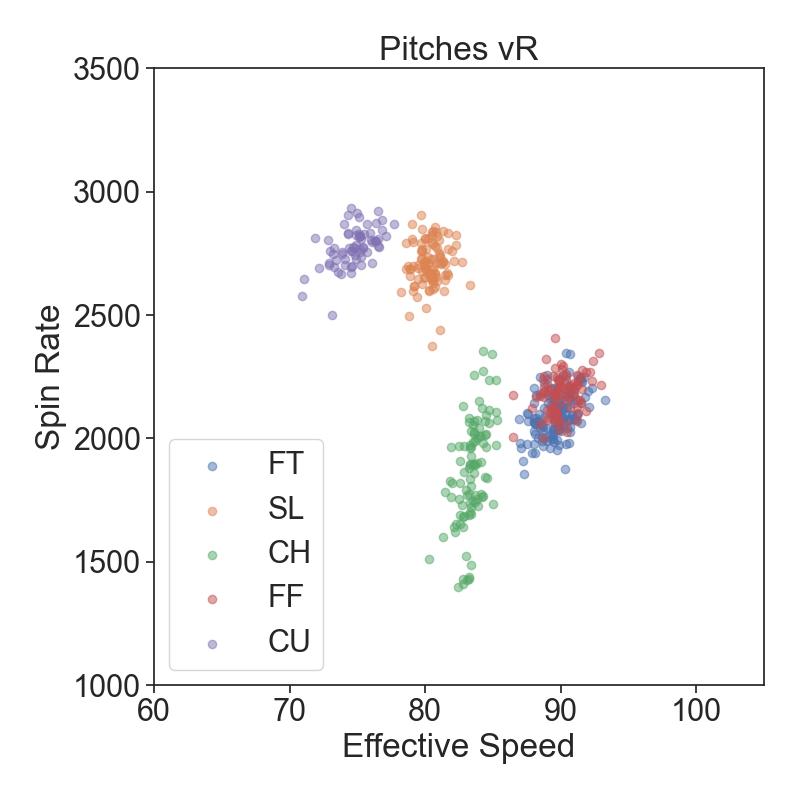 Pitches vR
3500
3000
2500
2000
1500
1000
Spin Rate
FT
SL
CH
FF
CU
60 70 80 90 100
Effective Speed